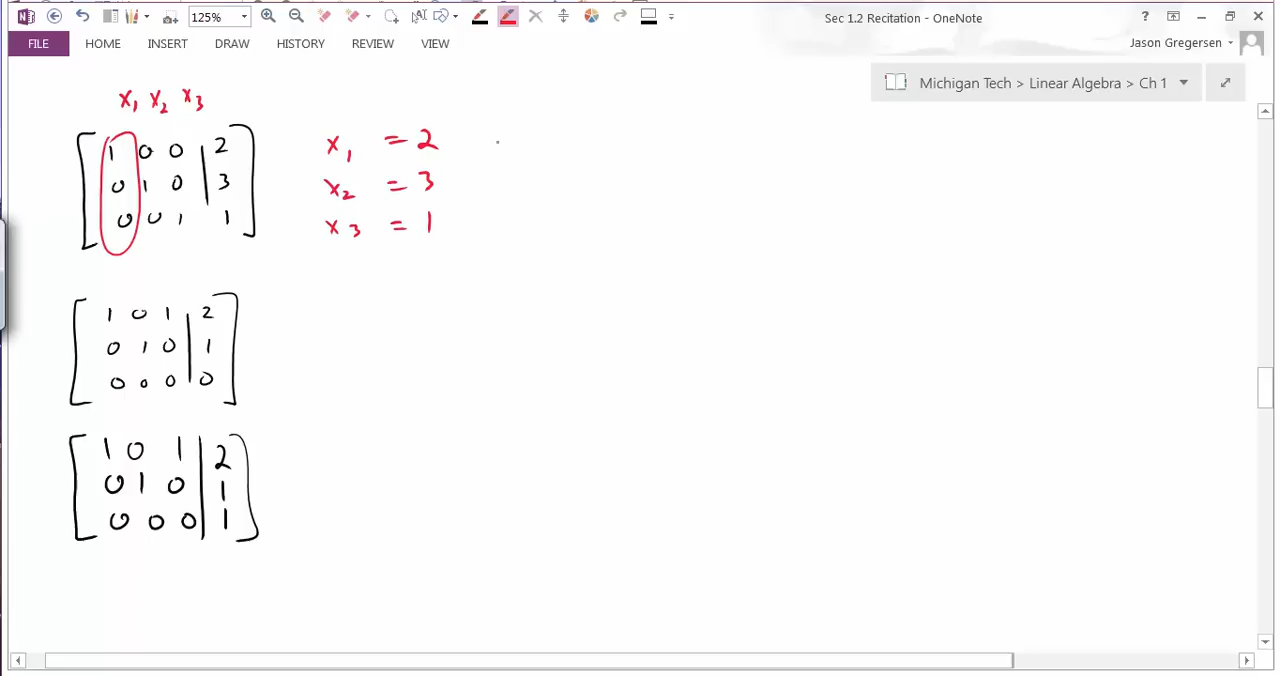 125%
Sec 1.2 Recitation - OneNote
?
FILE HOME INSERT DRAW HISTORY REVIEW VIEW
Jason Gregersen
Michigan Tech > Linear Algebra > Ch 1
x₁ x₂ x₃
1 0 0 | 2
0 1 0 | 3
0 0 1 1
x₁ = 2
x₂ = 3
x₃ = 1
1 0 1 | 2
0 1 0 | 1
0 0 0 | 0
1 0 1 | 2
0 1 0 | 1
0 0 0 | 1